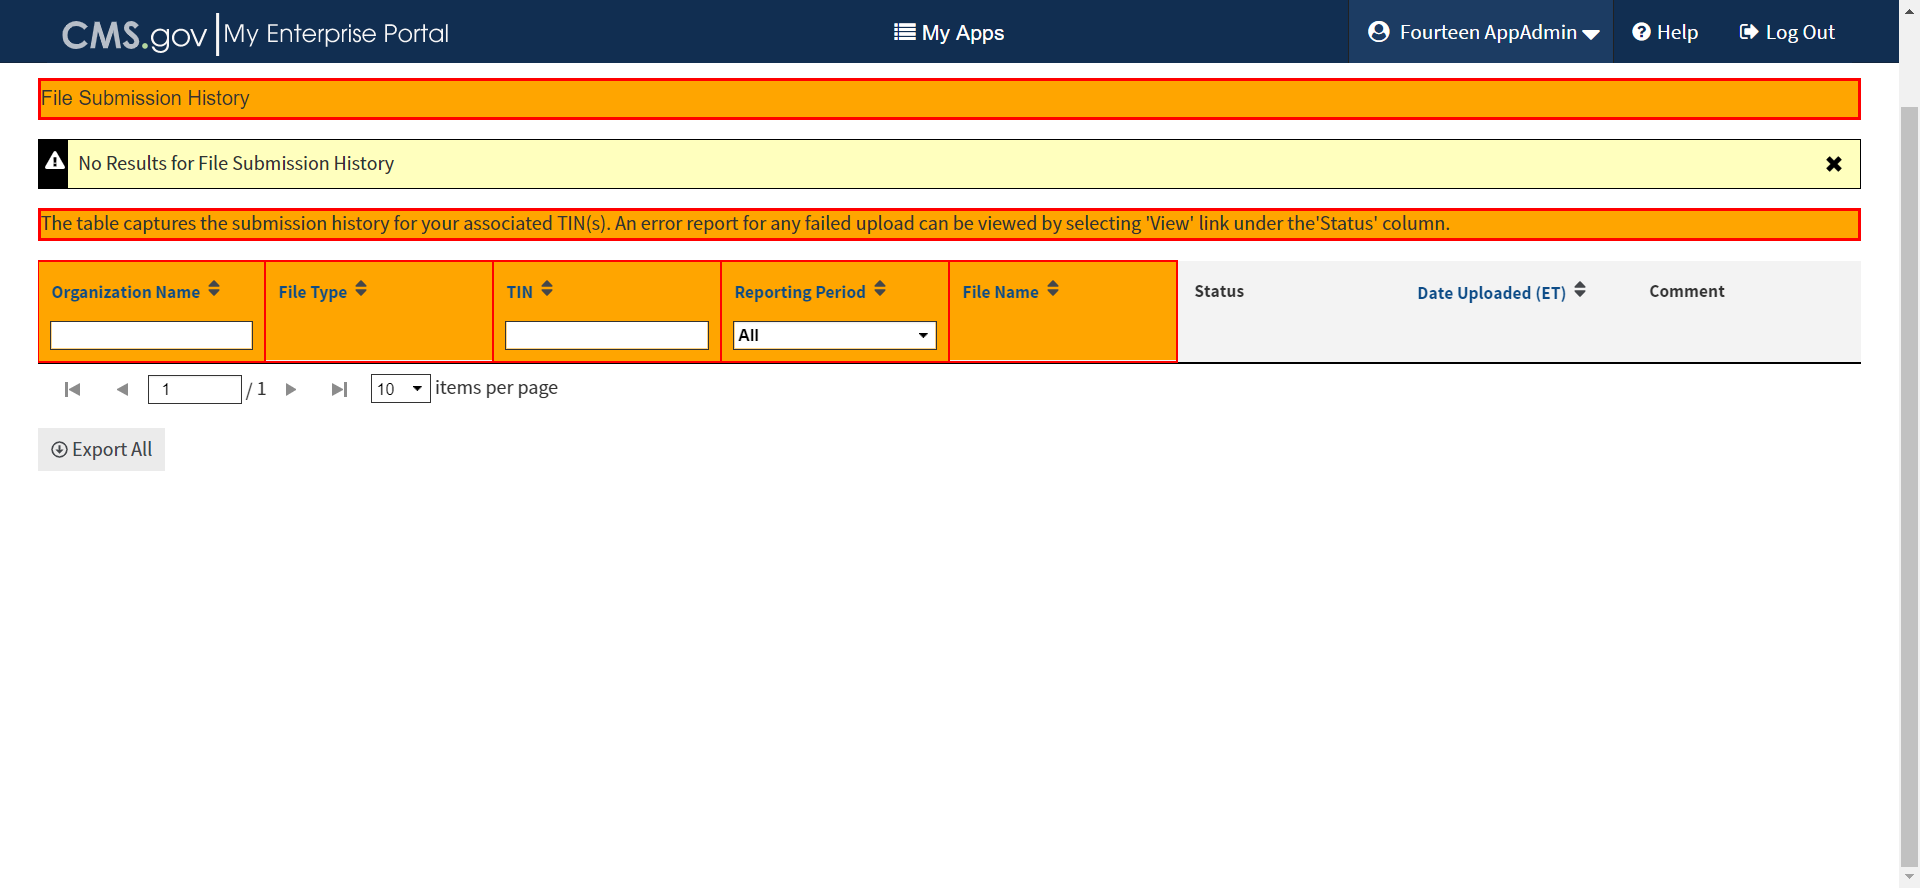 CMS.gov My Enterprise Portal My Apps Fourteen AppAdmin Help Log Out
File Submission History
No Results for File Submission History
The table captures the submission history for your associated TIN(s). An error report for any failed upload can be viewed by selecting 'View' link under the'Status' column.
Organization Name File Type TIN Reporting Period File Name Status Date Uploaded (ET) Comment
All
1 / 1 10 items per page
Export All